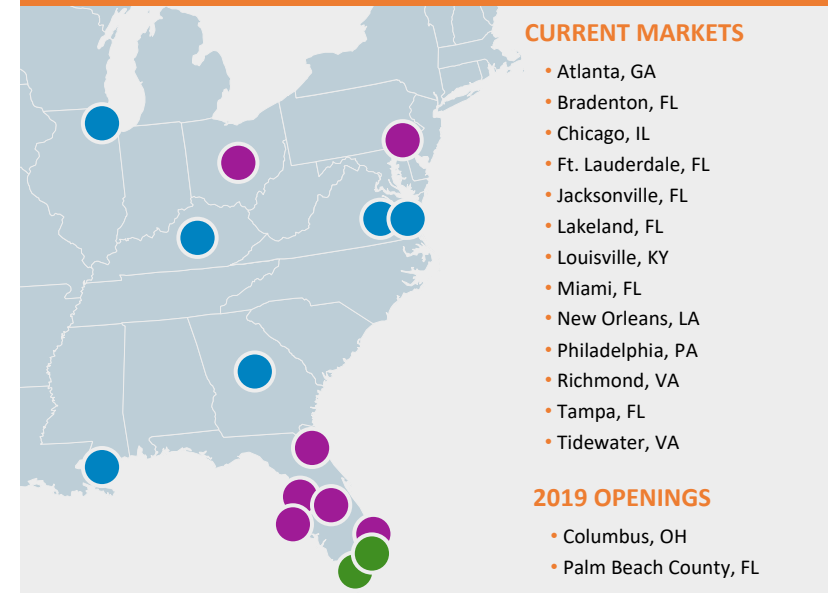 CURRENT MARKETS
• Atlanta, GA
• Bradenton, FL
• Chicago, IL
• Ft. Lauderdale, FL
• Jacksonville, FL
• Lakeland, FL
• Louisville, KY
• Miami, FL
• New Orleans, LA
• Philadelphia, PA
• Richmond, VA
• Tampa, FL
• Tidewater, VA
2019 OPENINGS
• Columbus, OH
• Palm Beach County, FL